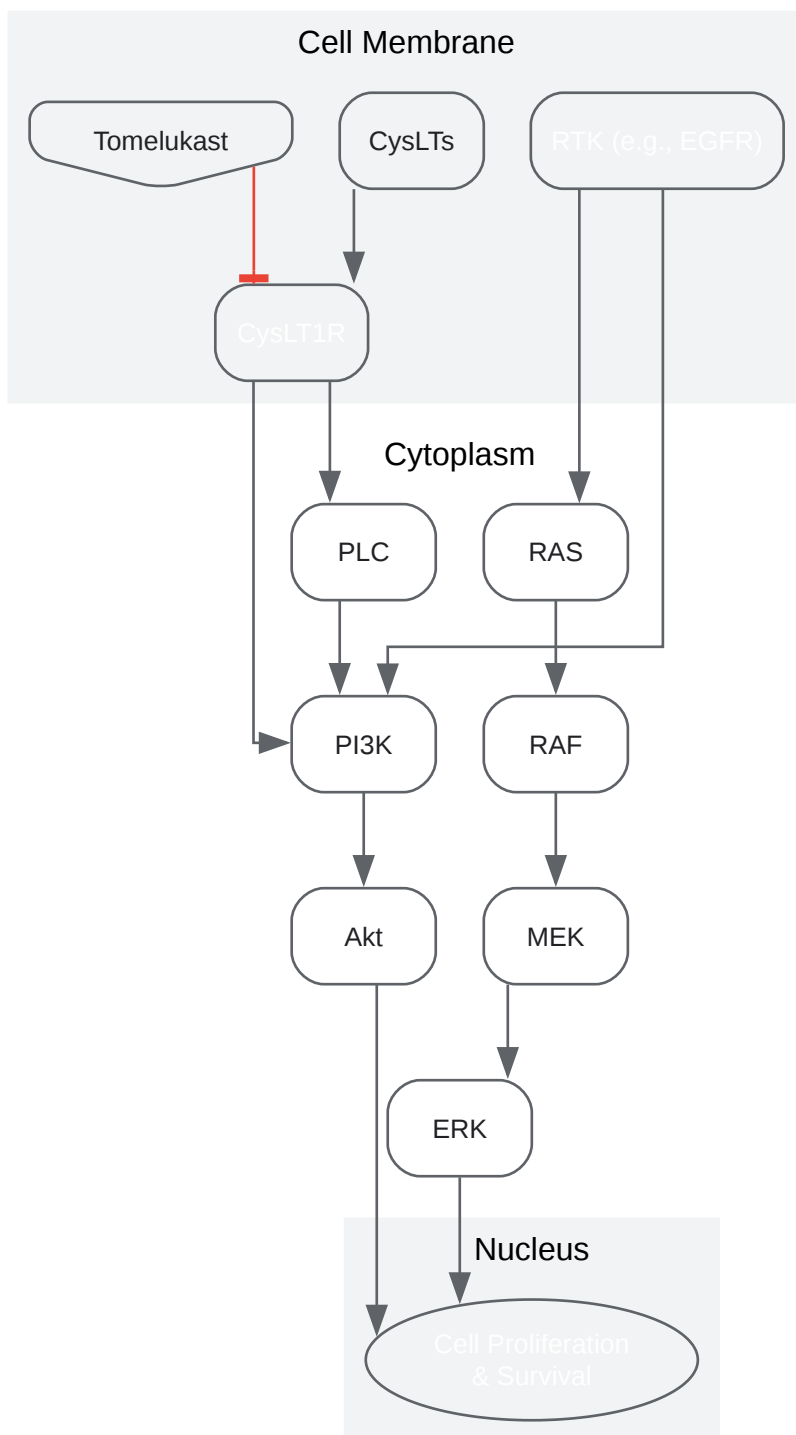 Cell Membrane
Tomelukast
CysLTs
RTK (e.g., EGFR)
CysLT1R
Cytoplasm
PLC
RAS
PI3K
RAF
Akt
MEK
ERK
Nucleus
Cell Proliferation
& Survival